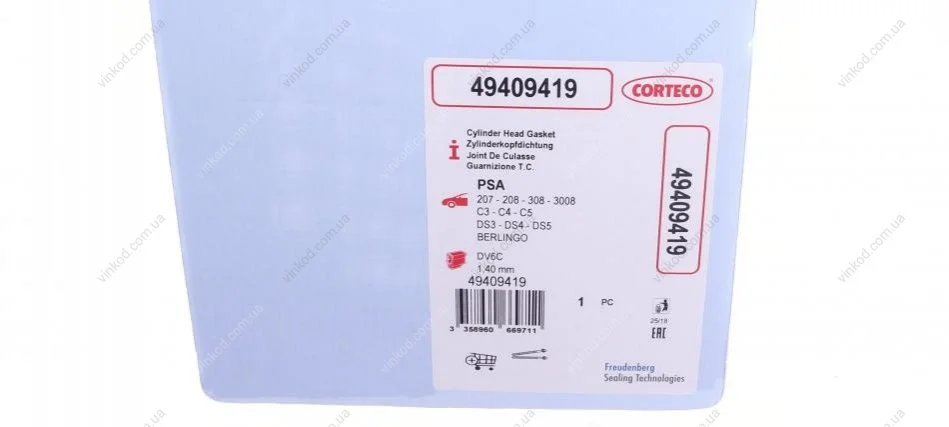 49409419
CORTECO
Cylinder Head Gasket
Zylinderkopfdichtung
Joint De Culasse
Guarnizione T.C.
PSA
207 - 208 - 308 - 3008
C3 - C4 - C5
DS3 - DS4 - DS5
BERLINGO
DV6C
1,40 mm
49409419
1 PC
3 358960 669711
25/18
EAC
Freudenberg
Sealing Technologies
49409419
vinkod.com.ua